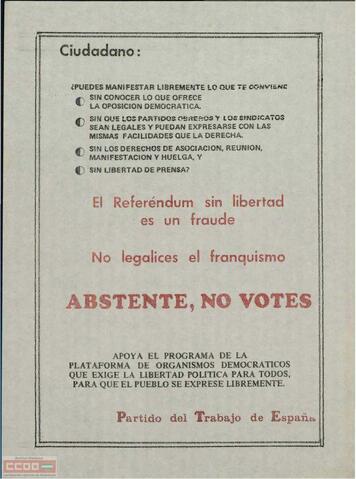 Ciudadano:
¿PUEDES MANIFESTAR LIBREMENTE LO QUE TE CONVIENE
SIN CONOCER LO QUE OFRECE
LA OPOSICION DEMOCRATICA.
SIN QUE LOS PARTIDOS OBREROS Y LOS SINDICATOS
SEAN LEGALES Y PUEDAN EXPRESARSE CON LAS
MISMAS FACILIDADES QUE LA DERECHA.
SIN LOS DERECHOS DE ASOCIACION, REUNION,
MANIFESTACION Y HUELGA, Y
SIN LIBERTAD DE PRENSA?
El Referéndum sin libertad
es un fraude
No legalices el franquismo
ABSTENTE, NO VOTES
APOYA EL PROGRAMA DE LA
PLATAFORMA DE ORGANISMOS DEMOCRATICOS
QUE EXIGE LA LIBERTAD POLITICA PARA TODOS,
PARA QUE EL PUEBLO SE EXPRESE LIBREMENTE.
Partido del Trabajo de España.
CCOO